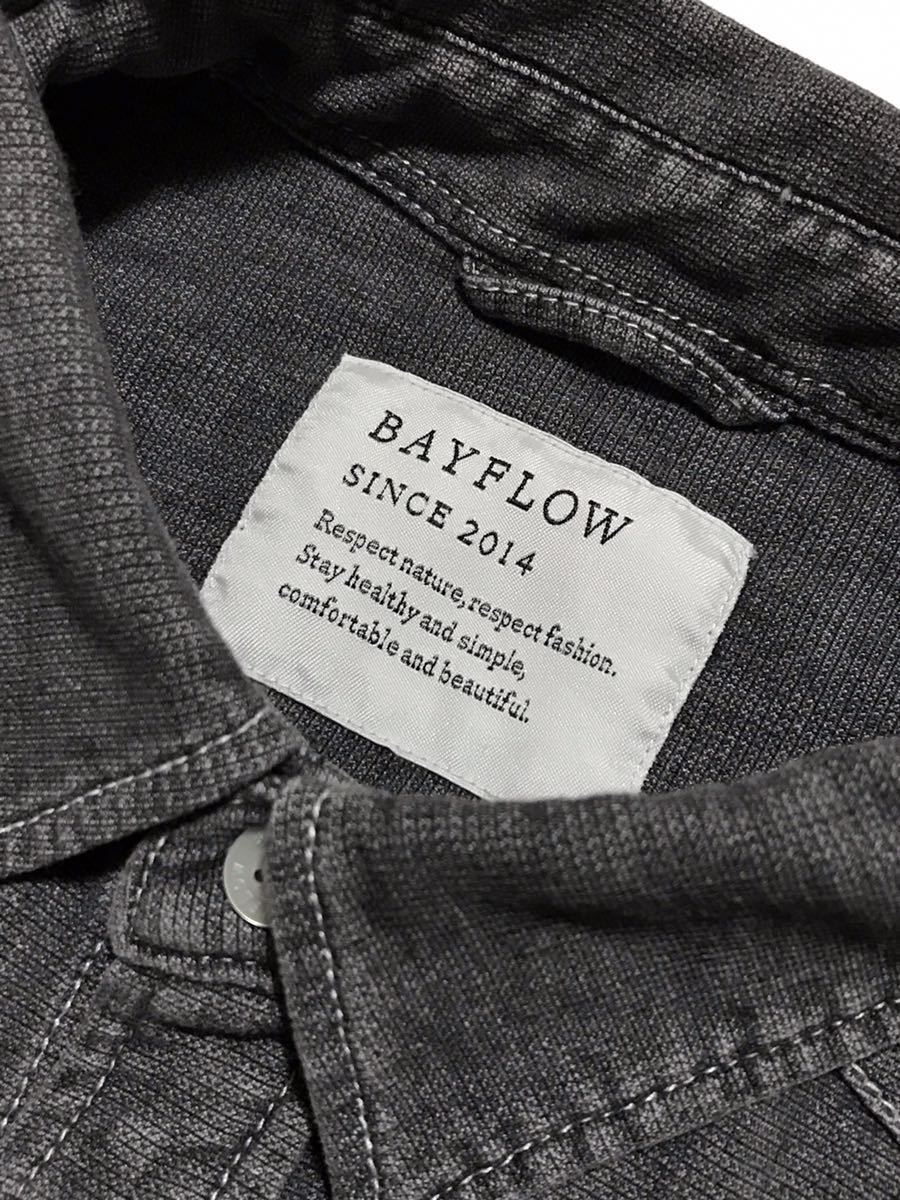 BAYFLOW
SINCE 2014
Respect nature, respect fashion.
Stay healthy and simple,
comfortable and beautiful.